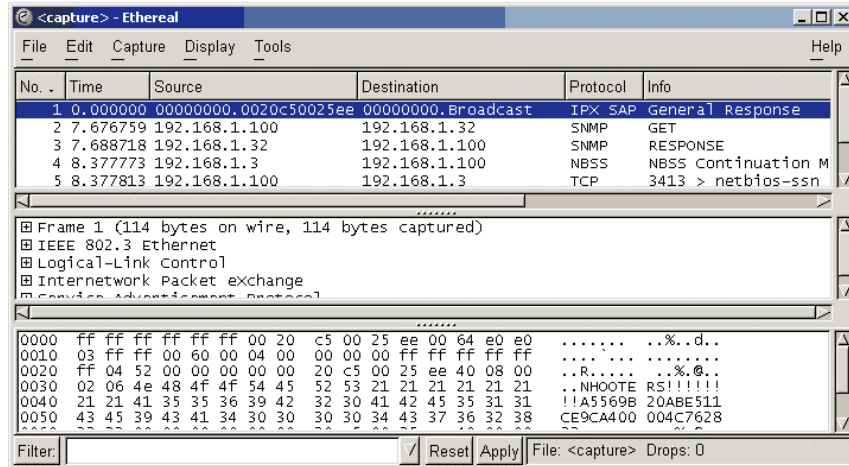 <capture> - Ethereal
File Edit Capture Display Tools Help
No. . Time Source Destination Protocol Info
1 0.000000 00000000.0020c50025ee 00000000.Broadcast IPX SAP General Response
2 7.676759 192.168.1.100 192.168.1.32 SNMP GET
3 7.688718 192.168.1.32 192.168.1.100 SNMP RESPONSE
4 8.377773 192.168.1.3 192.168.1.100 NBSS NBSS Continuation M
5 8.377813 192.168.1.100 192.168.1.3 TCP 3413 > netbios-ssn
Frame 1 (114 bytes on wire, 114 bytes captured)
IEEE 802.3 Ethernet
Logical-Link Control
Internetwork Packet eXchange
0000 ff ff ff ff ff ff 00 20 c5 00 25 ee 00 64 e0 e0 ....... ..%..d..
0010 03 ff ff 00 60 00 04 00 00 00 00 ff ff ff ff ff ....`... ........
0020 ff 04 52 00 00 00 00 00 20 c5 00 25 ee 40 08 00 ..R..... ..%.@..
0030 02 06 4e 48 4f 4f 54 45 52 53 21 21 21 21 21 21 ..NHOOTE RS!!!!!!
0040 21 21 41 35 35 36 39 42 32 30 41 42 45 35 31 31 !!A5569B 20ABE511
0050 43 45 39 43 41 34 30 30 30 30 34 43 37 36 32 38 CE9CA400 004C7628
Filter: Reset Apply File: <capture> Drops: 0